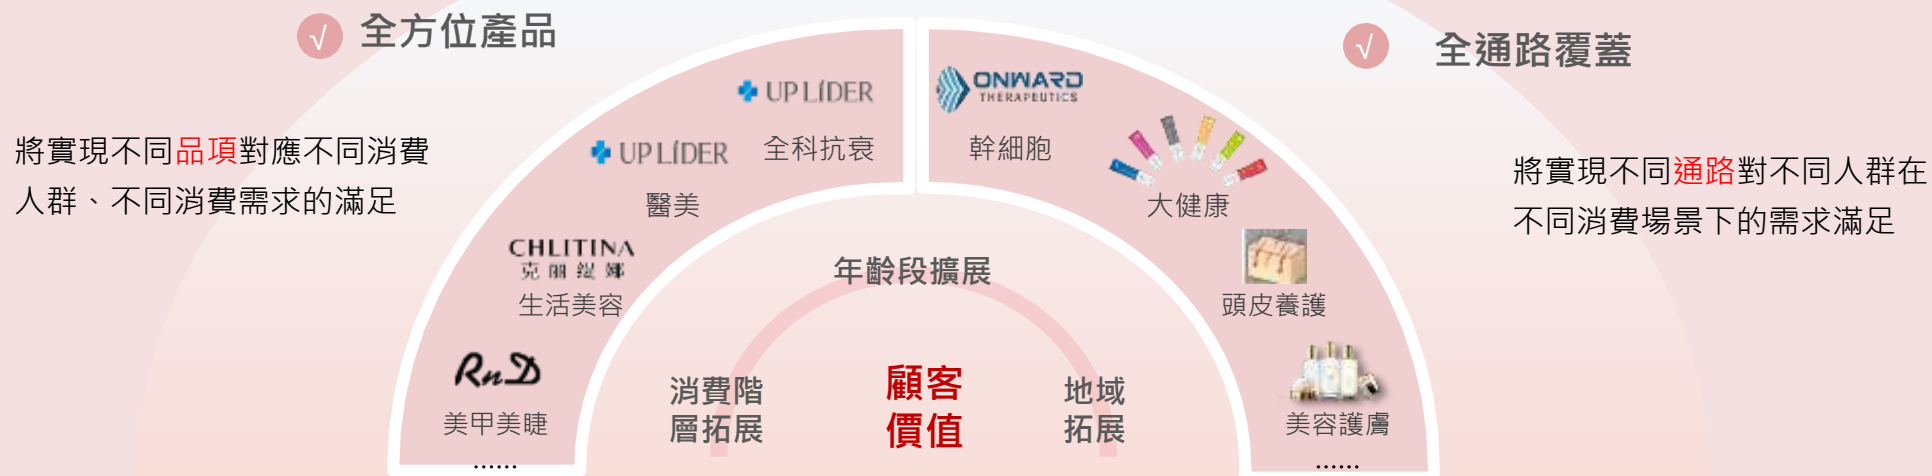 √ 全方位產品
√ 全通路覆蓋
將實現不同品項對應不同消費
人群、不同消費需求的滿足
將實現不同通路對不同人群在
不同消費場景下的需求滿足
UP LÍDER
全科抗衰
UP LÍDER
醫美
CHLITINA
克丽缇娜
生活美容
RnD
美甲美睫
......
ONWARD
THERAPEUTICS
幹細胞
大健康
頭皮養護
美容護膚
......
年齡段擴展
消費階
層拓展
顧客
價值
地域
拓展